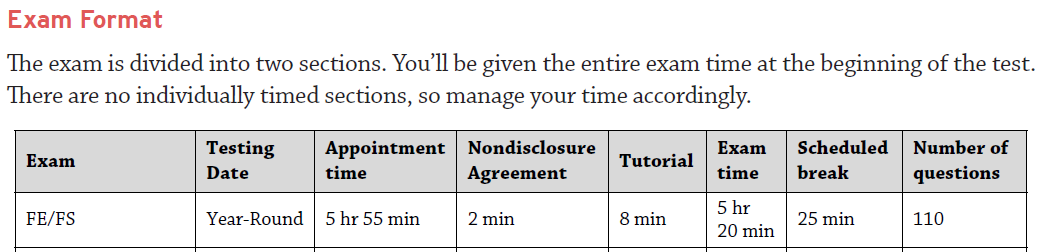 Exam Format
The exam is divided into two sections. You’ll be given the entire exam time at the beginning of the test.
There are no individually timed sections, so manage your time accordingly.
Exam
Testing
Date
Appointment
time
Nondisclosure
Agreement
Tutorial
Exam
time
Scheduled
break
Number of
questions
FE/FS
Year-Round
5 hr 55 min
2 min
8 min
5 hr
20 min
25 min
110